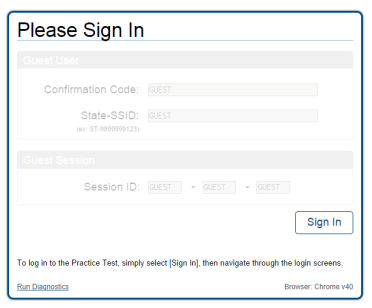 Please Sign In
Guest User
Confirmation Code: GUEST
State-SSID: GUEST
(ex: ST-9999999123)
Guest Session
Session ID: GUEST - GUEST - GUEST
Sign In
To log in to the Practice Test, simply select [Sign In], then navigate through the login screens.
Run Diagnostics Browser: Chrome v40